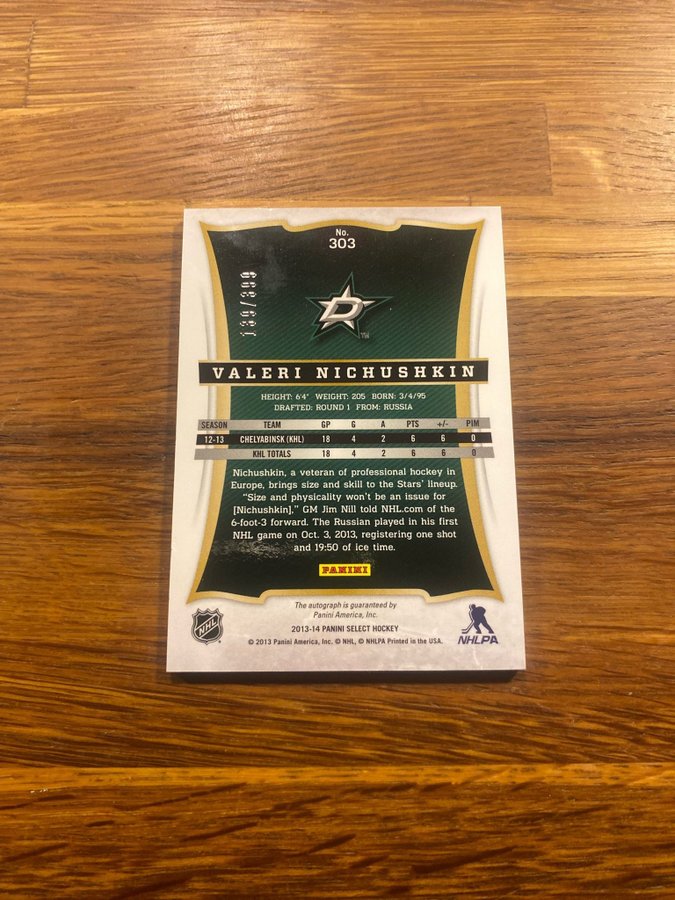 No.
303
139/399
D
TM
VALERI NICHUSHKIN
HEIGHT: 6'4" WEIGHT: 205 BORN: 3/4/95
DRAFTED: ROUND 1 FROM: RUSSIA
SEASON TEAM GP G A PTS +/- PIM
12-13 CHELYABINSK (KHL) 18 4 2 6 6 0
KHL TOTALS 18 4 2 6 6 0
Nichushkin, a veteran of professional hockey in
Europe, brings size and skill to the Stars' lineup.
"Size and physicality won't be an issue for
[Nichushkin]," GM Jim Nill told NHL.com of the
6-foot-3 forward. The Russian played in his first
NHL game on Oct. 3, 2013, registering one shot
and 19:50 of ice time.
PANINI
The autograph is guaranteed by
Panini America, Inc.
2013-14 PANINI SELECT HOCKEY
© 2013 Panini America, Inc. © NHL, © NHLPA Printed in the USA.
NHL
NHLPA